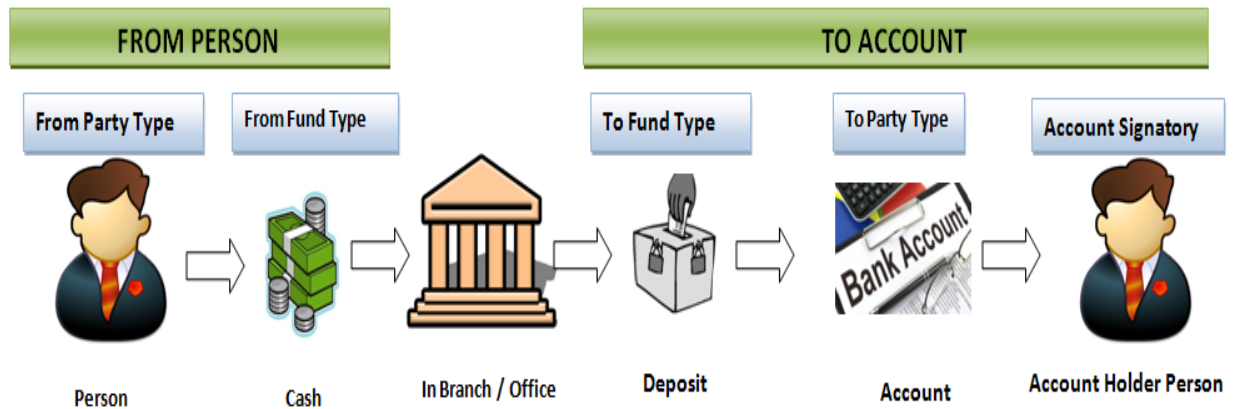 FROM PERSON
TO ACCOUNT
From Party Type
From Fund Type
To Fund Type
To Party Type
Account Signatory
Bank Account
Person
Cash
In Branch / Office
Deposit
Account
Account Holder Person